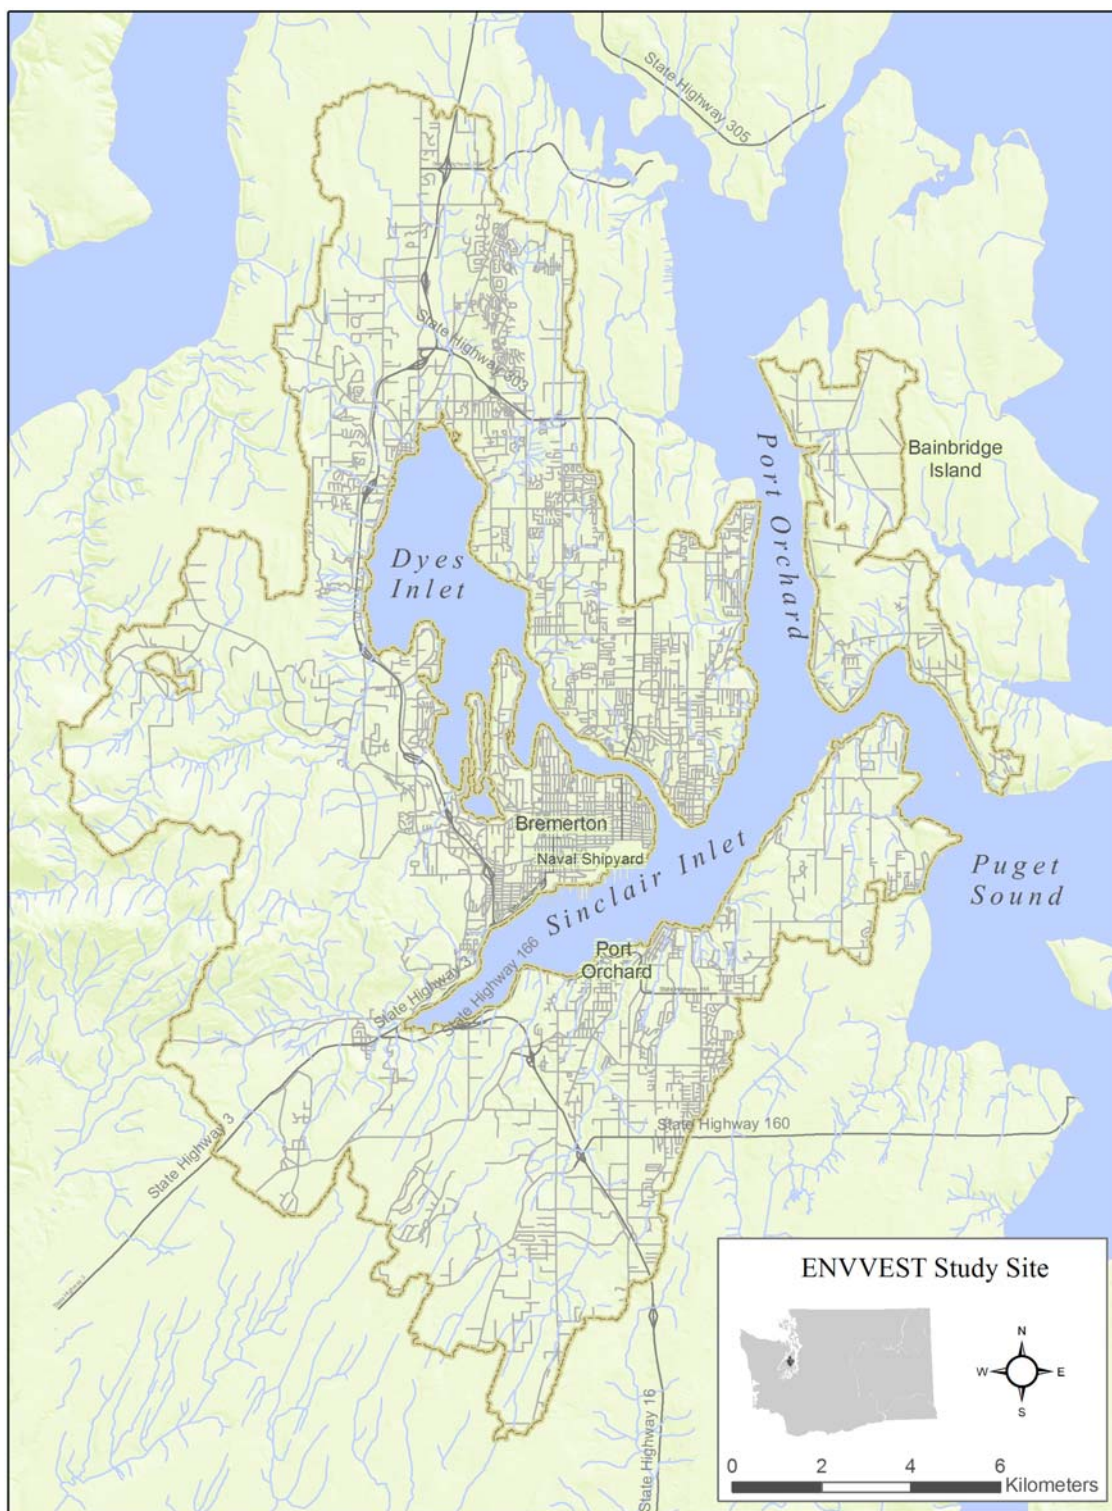 State Highway 305
State Highway 303
Bainbridge
Island
Port Orchard
Dyes
Inlet
Bremerton
Naval Shipyard
Sinclair Inlet
Puget
Sound
Port
Orchard
State Highway 3
State Highway 166
State Highway 160
State Highway 3
State Highway 16
ENVVEST Study Site
N
W
E
S
0
2
4
6
Kilometers